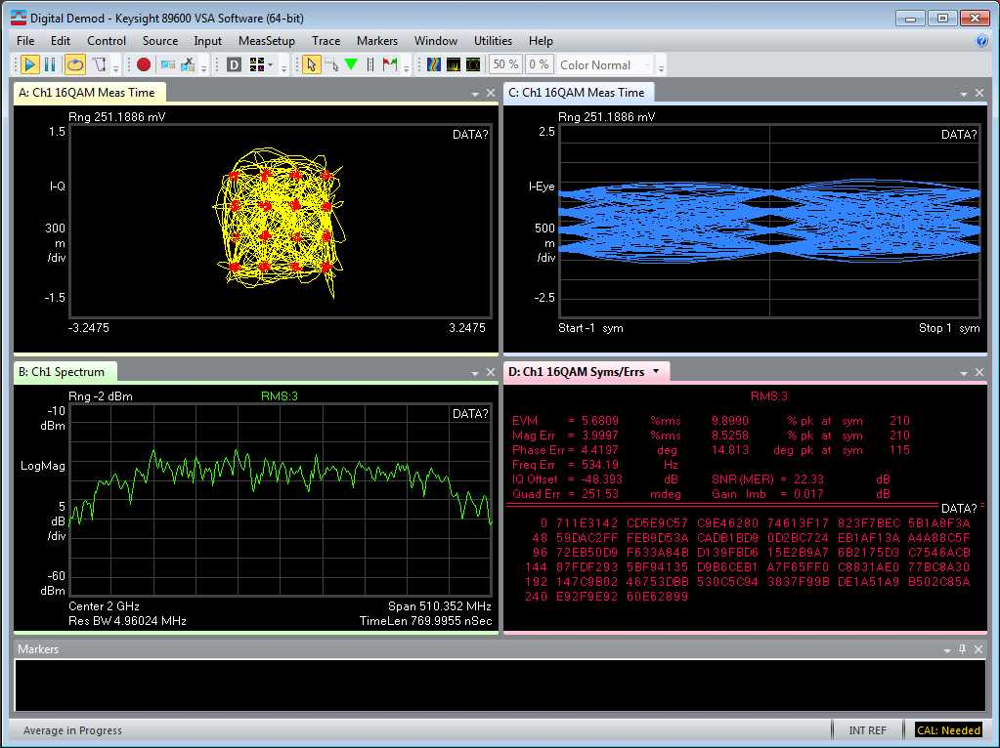 Digital Demod - Keysight 89600 VSA Software (64-bit)
File Edit Control Source Input MeasSetup Trace Markers Window Utilities Help
D 50 % 0 % Color Normal
A: Ch1 16QAM Meas Time
Rng 251.1886 mV
1.5
DATA?
I-Q
300
m
/div
-1.5
-3.2475 3.2475
C: Ch1 16QAM Meas Time
Rng 251.1886 mV
2.5
DATA?
I-Eye
500
m
/div
-2.5
Start -1 sym Stop 1 sym
B: Ch1 Spectrum
Rng -2 dBm RMS:3
-10
dBm
DATA?
LogMag
5
dB
/div
-60
dBm
Center 2 GHz Span 510.352 MHz
Res BW 4.96024 MHz TimeLen 769.9955 nSec
D: Ch1 16QAM Syms/Errs
RMS:3
EVM = 5.6809 %rms 9.8990 % pk at sym 210
Mag Err = 3.9997 %rms 8.5258 % pk at sym 210
Phase Err = 4.4197 deg 14.813 deg pk at sym 115
Freq Err = 534.19 Hz
IQ Offset = -48.393 dB SNR (MER) = 22.33 dB
Quad Err = 251.53 mdeg Gain Imb = 0.017 dB
DATA?
0 711E3142 CD5E9C57 C9E46280 74613F17 823F7BEC 5B1A8F3A
48 59DAC2FF FEB9D53A CADB1BD9 0D2BC724 EB1AF13A A4A88C5F
96 72EB50D9 F633A84B D139FBD6 15E2B9A7 6B2175D3 C7546ACB
144 87FDF293 5BF94135 D9B6CEB1 A7F65FF0 C8831AE0 77BC8A30
192 147C9B02 46753DBB 530C5C94 3837F99B DE1A51A9 B502C85A
240 E92F9E92 60E62899
Markers
Average in Progress INT REF CAL: Needed